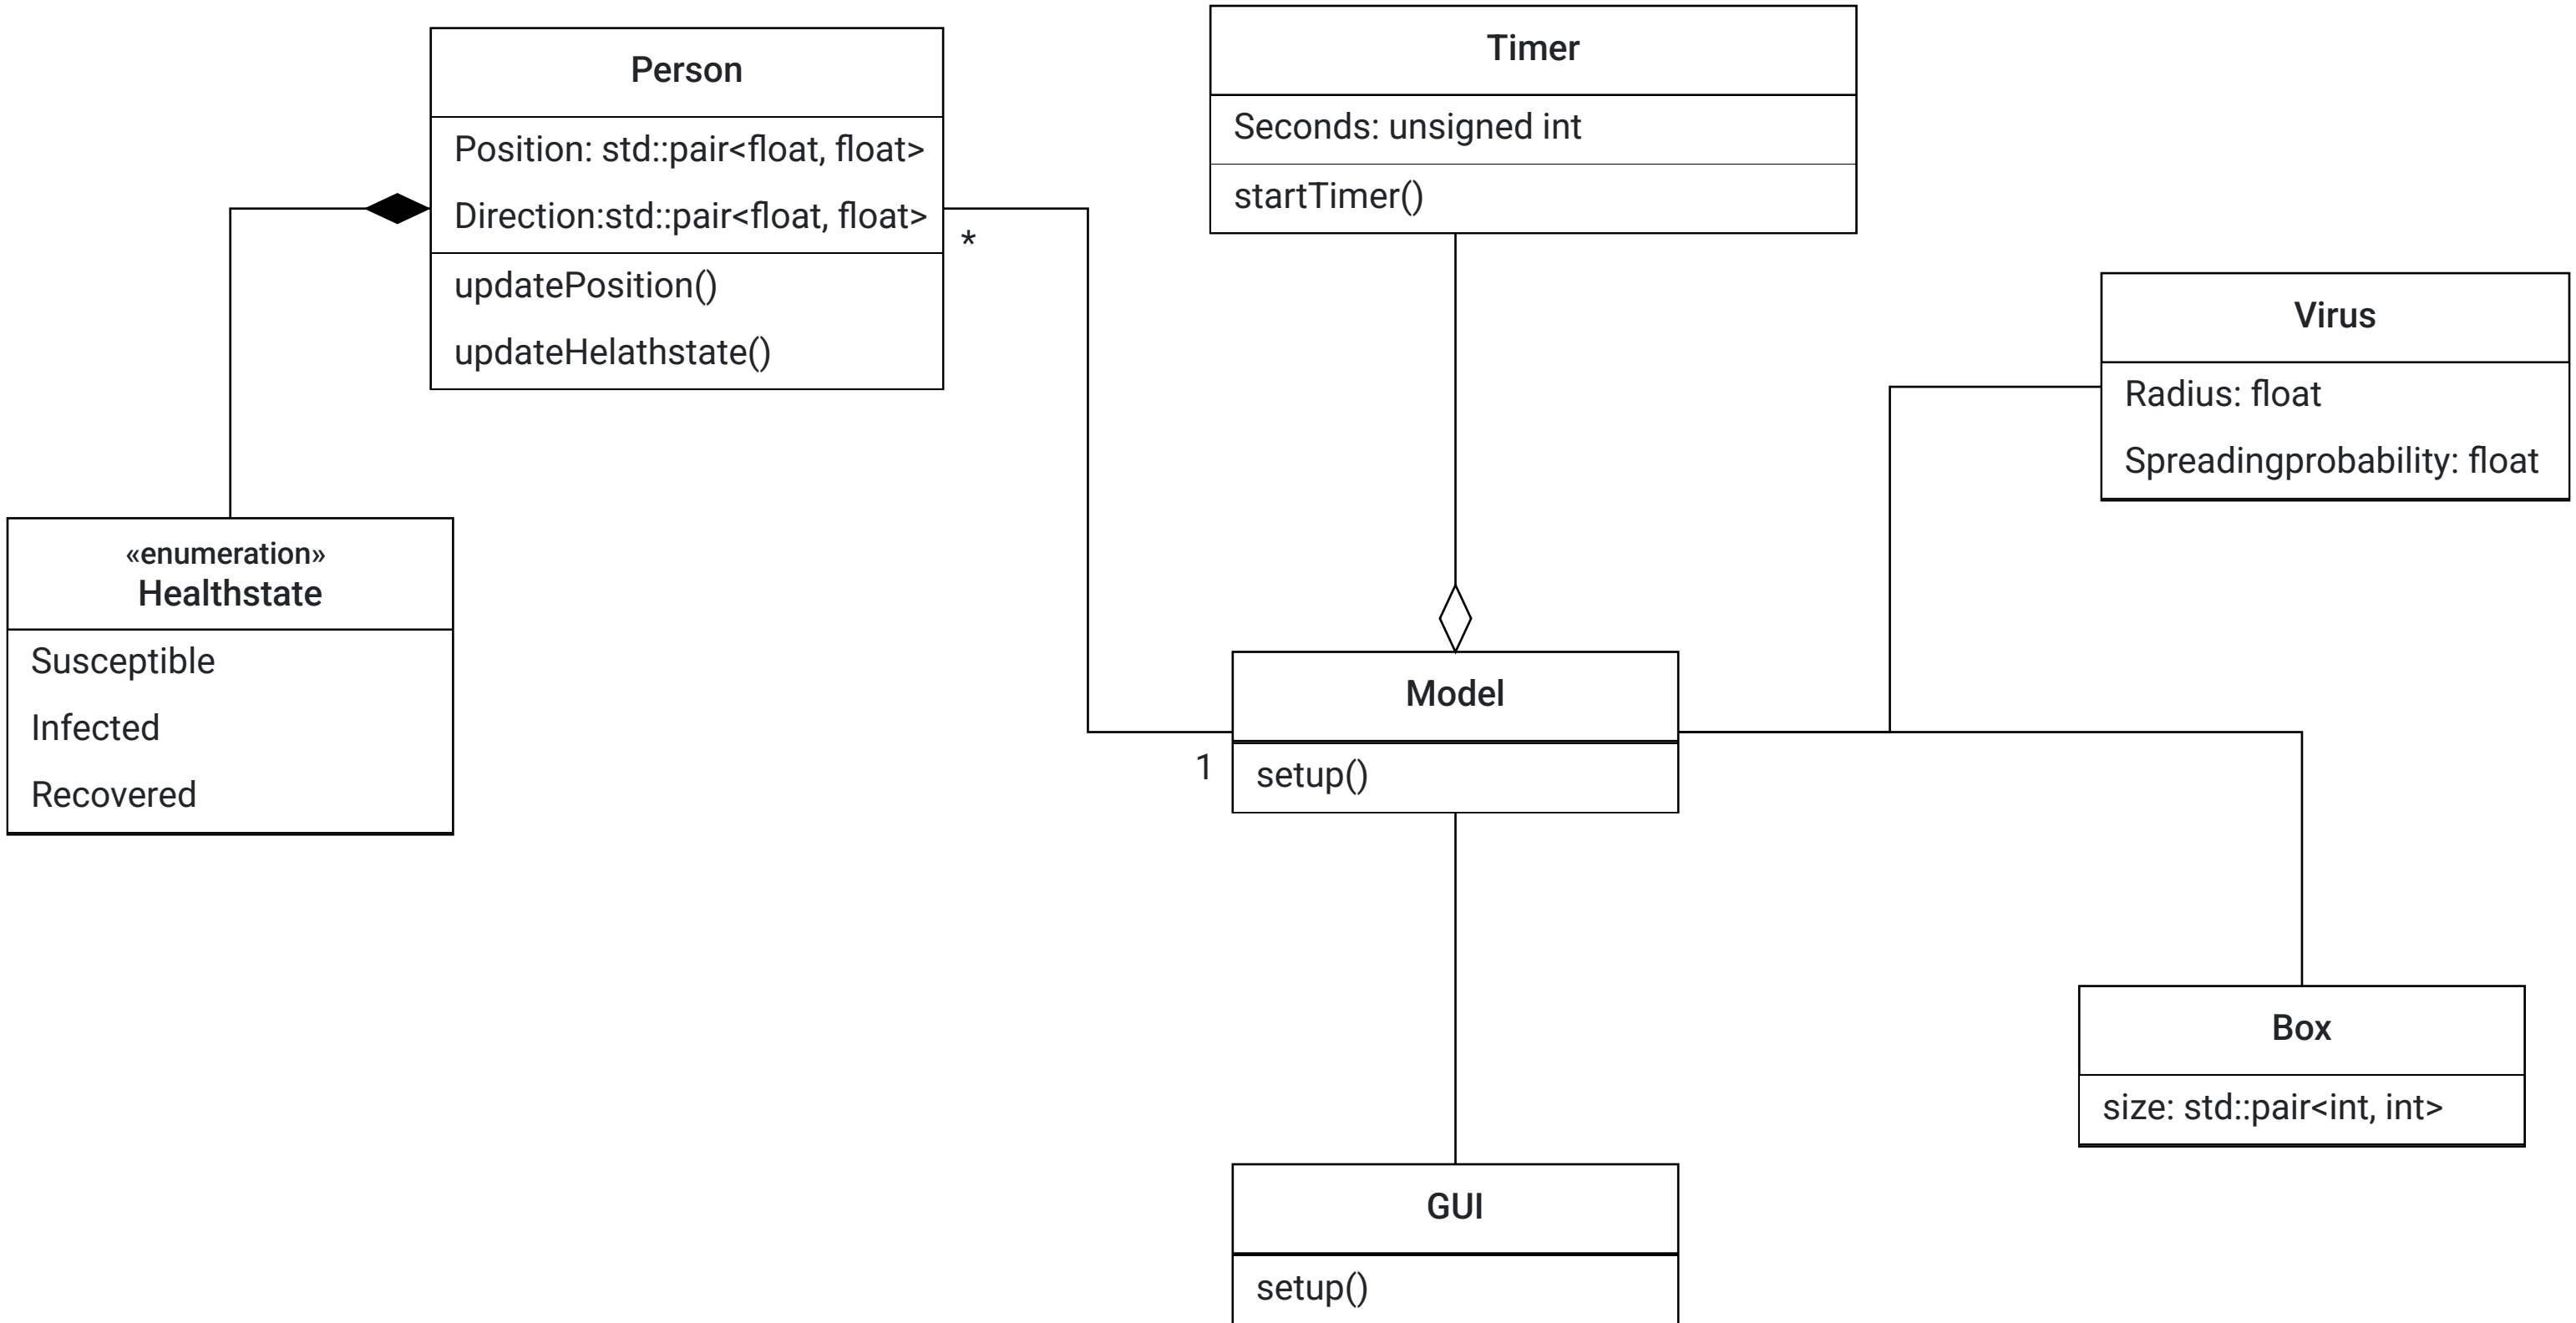 Person
Position: std::pair<float, float>
Direction:std::pair<float, float>
updatePosition()
updateHelathstate()
*
Timer
Seconds: unsigned int
startTimer()
Virus
Radius: float
Spreadingprobability: float
«enumeration»
Healthstate
Susceptible
Infected
Recovered
Model
setup()
1
Box
size: std::pair<int, int>
GUI
setup()